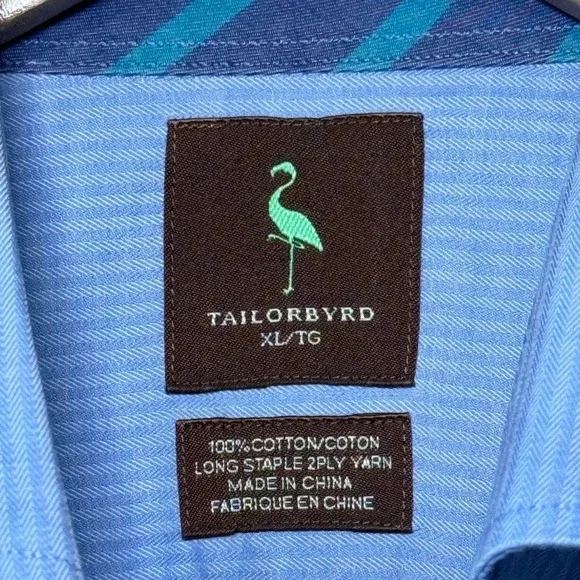 TAILORBYRD
XL/TG
100% COTTON/COTON
LONG STAPLE 2PLY YARN
MADE IN CHINA
FABRIQUE EN CHINE